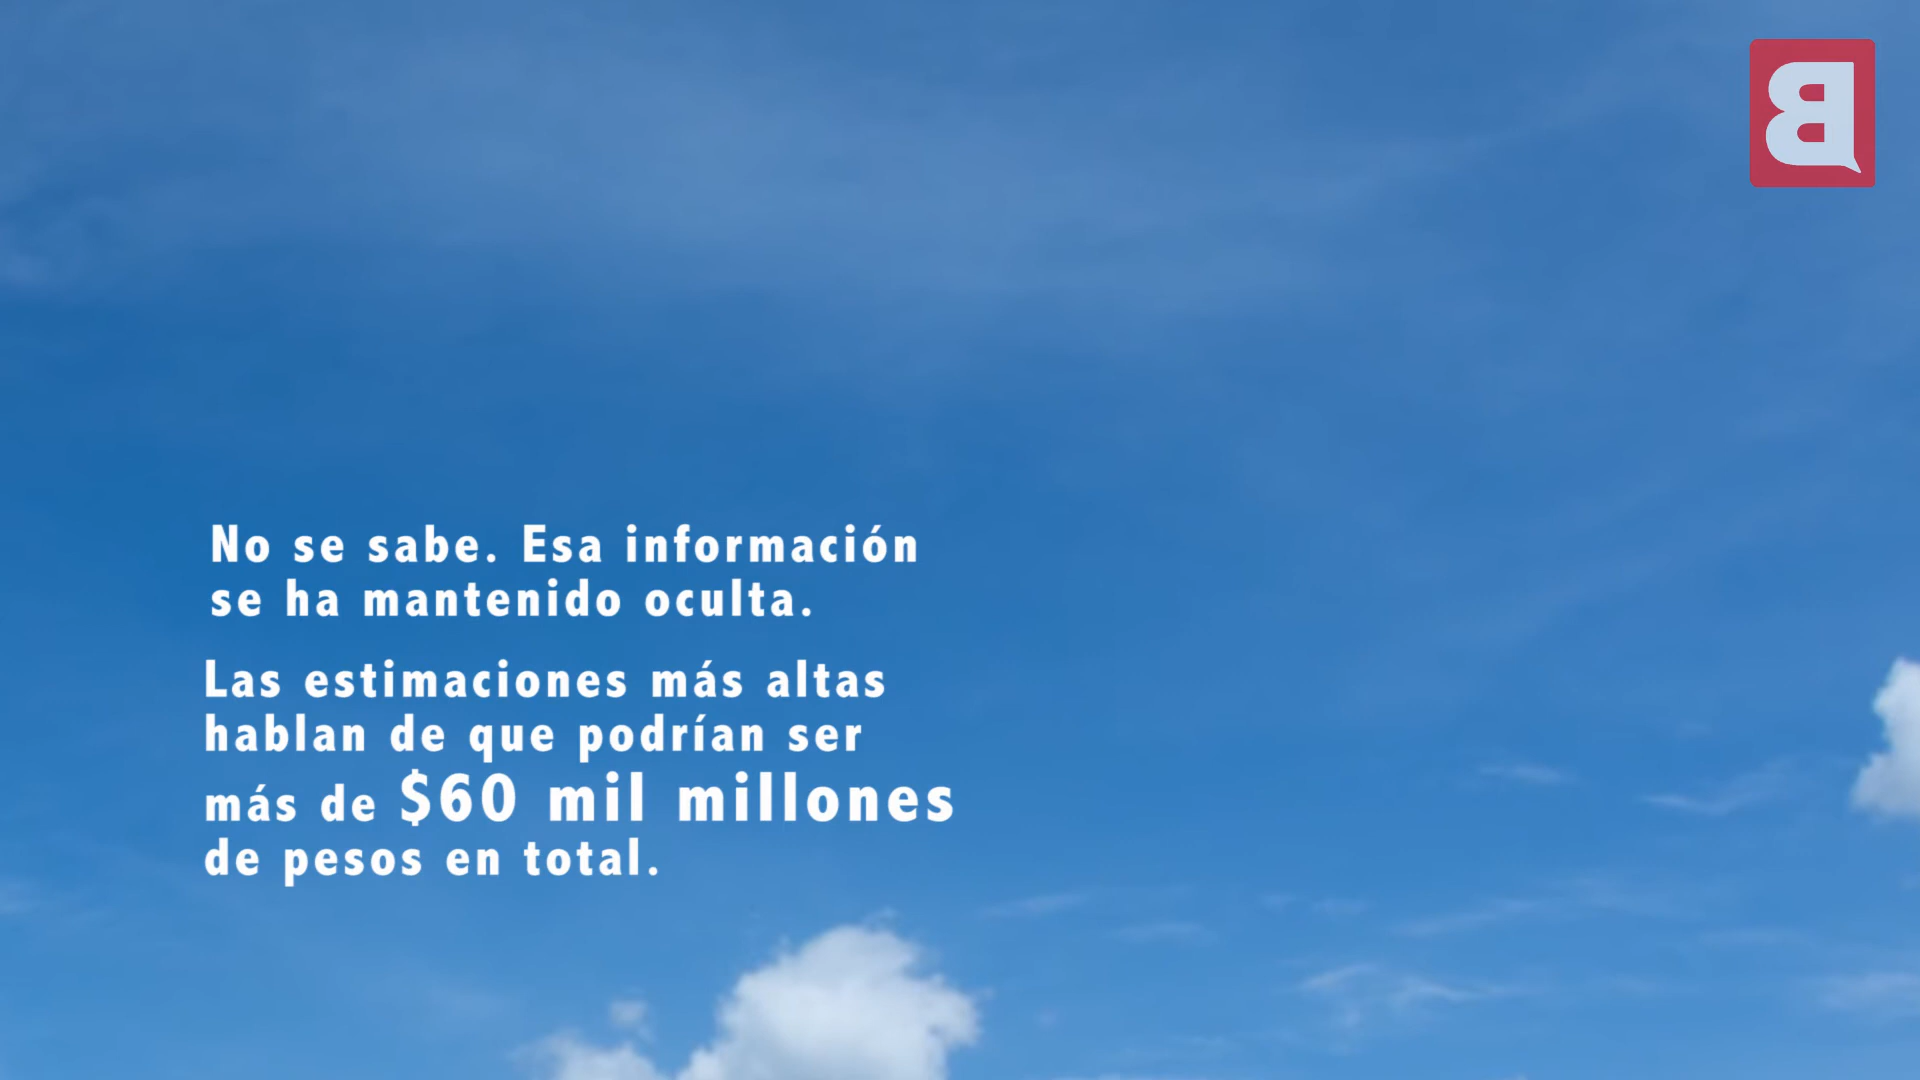 No se sabe. Esa información
se ha mantenido oculta.
Las estimaciones más altas
hablan de que podrían ser
más de $60 mil millones
de pesos en total.